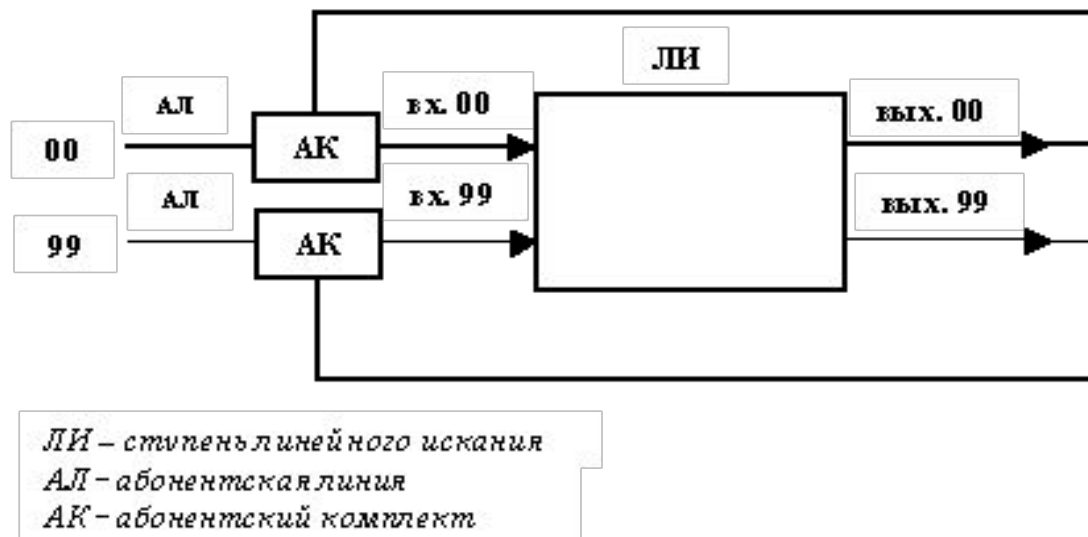 ЛИ
АЛ
вх. 00
вых. 00
00
АК
АЛ
вх. 99
вых. 99
99
АК
ЛИ – ступень линейного искания
АЛ – абонентская линия
АК – абонентский комплект